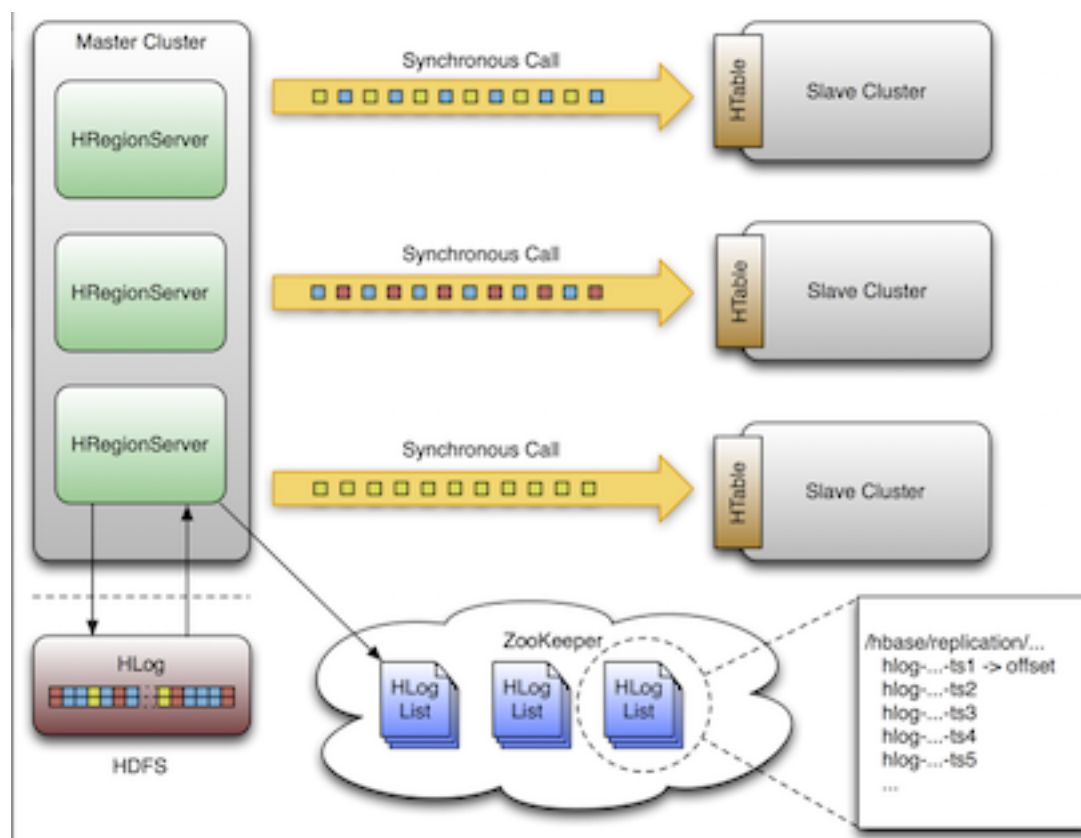 Master Cluster
HRegionServer
HRegionServer
HRegionServer
Synchronous Call
HTable
Slave Cluster
Synchronous Call
HTable
Slave Cluster
Synchronous Call
HTable
Slave Cluster
HLog
HDFS
ZooKeeper
HLog
List
HLog
List
HLog
List
/hbase/replication/...
hlog-...-ts1 -> offset
hlog-...-ts2
hlog-...-ts3
hlog-...-ts4
hlog-...-ts5
...